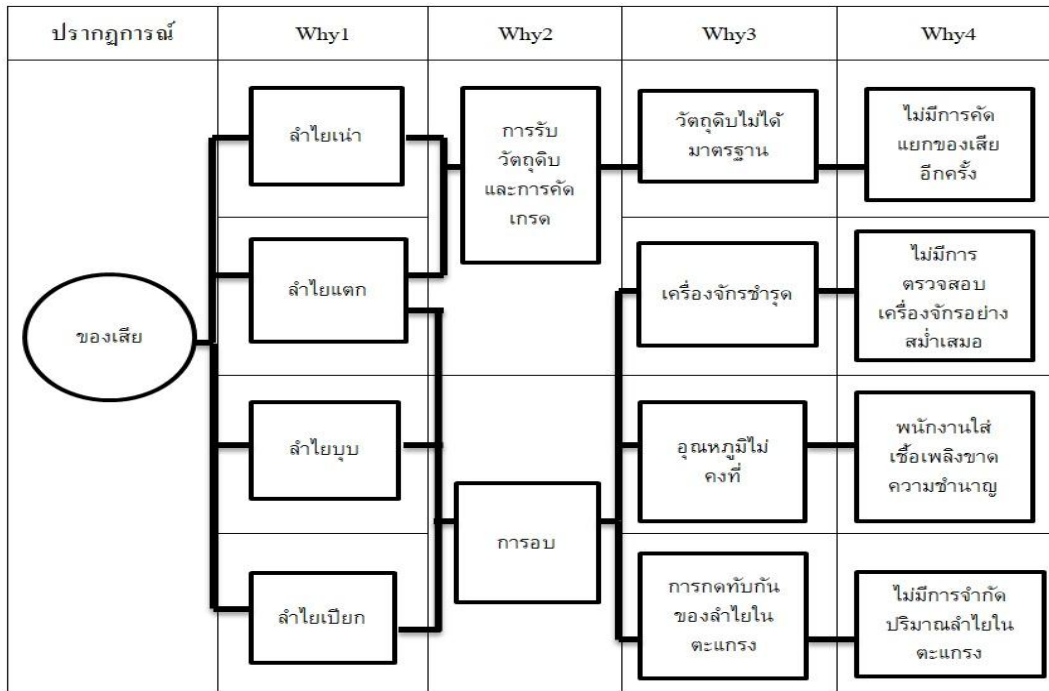 ปรากฏการณ์ Why1 Why2 Why3 Why4
ของเสีย
ลำไยเน่า
ลำไยแตก
ลำไยบุบ
ลำไยเปียก
การรับ
วัตถุดิบ
และการคัด
เกรด
การอบ
วัตถุดิบไม่ได้
มาตรฐาน
เครื่องจักรชำรุด
อุณหภูมิไม่
คงที่
การกดทับกัน
ของลำไยใน
ตะแกรง
ไม่มีการคัด
แยกของเสีย
อีกครั้ง
ไม่มีการ
ตรวจสอบ
เครื่องจักรอย่าง
สม่ำเสมอ
พนักงานใส่
เชื้อเพลิงขาด
ความชำนาญ
ไม่มีการจำกัด
ปริมาณลำไยใน
ตะแกรง